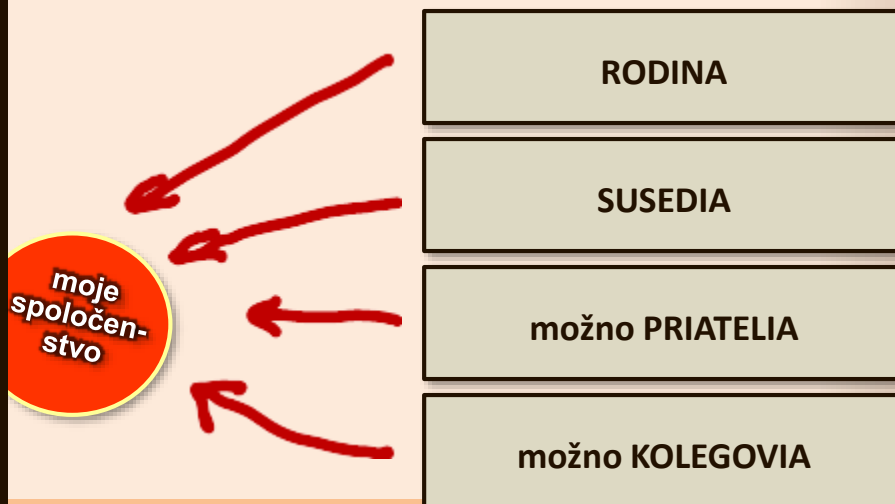 RODINA
SUSEDIA
moje
spoločen-
stvo
možno PRIATELIA
možno KOLEGOVIA